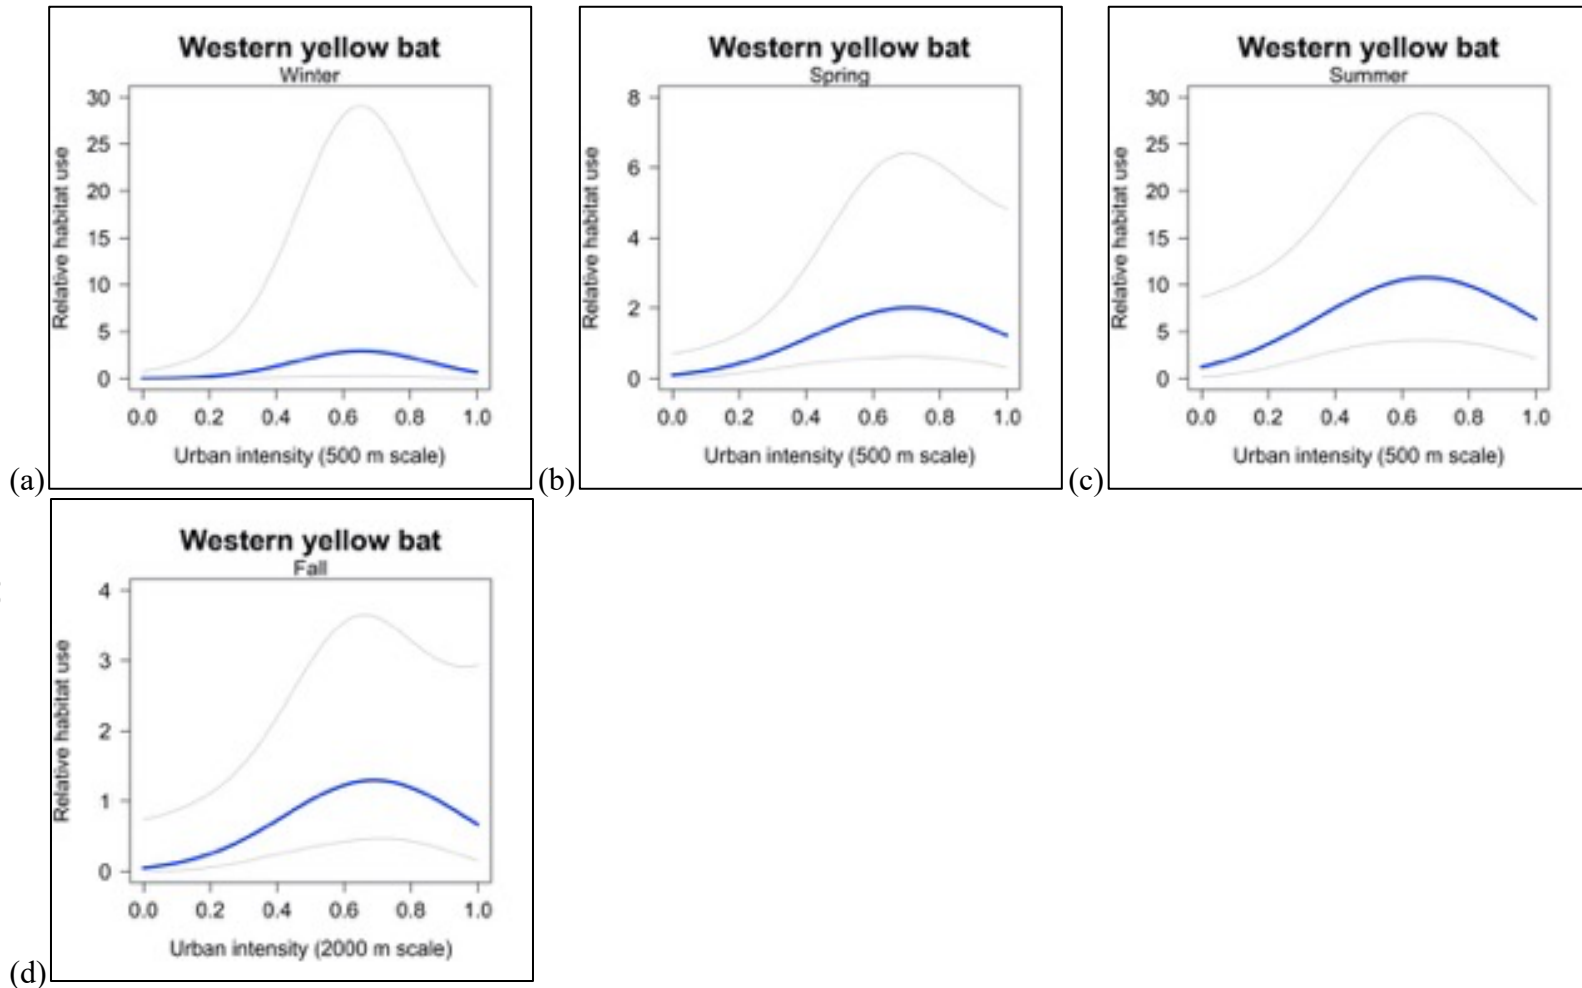 Western yellow bat
Winter
30
25
20
15
10
5
0
Relative habitat use
0.0 0.2 0.4 0.6 0.8 1.0
Urban intensity (500 m scale)
(a)
Western yellow bat
Spring
8
6
4
2
0
Relative habitat use
0.0 0.2 0.4 0.6 0.8 1.0
Urban intensity (500 m scale)
(b)
Western yellow bat
Summer
30
25
20
15
10
5
0
Relative habitat use
0.0 0.2 0.4 0.6 0.8 1.0
Urban intensity (500 m scale)
(c)
Western yellow bat
Fall
4
3
2
1
0
Relative habitat use
0.0 0.2 0.4 0.6 0.8 1.0
Urban intensity (2000 m scale)
(d)